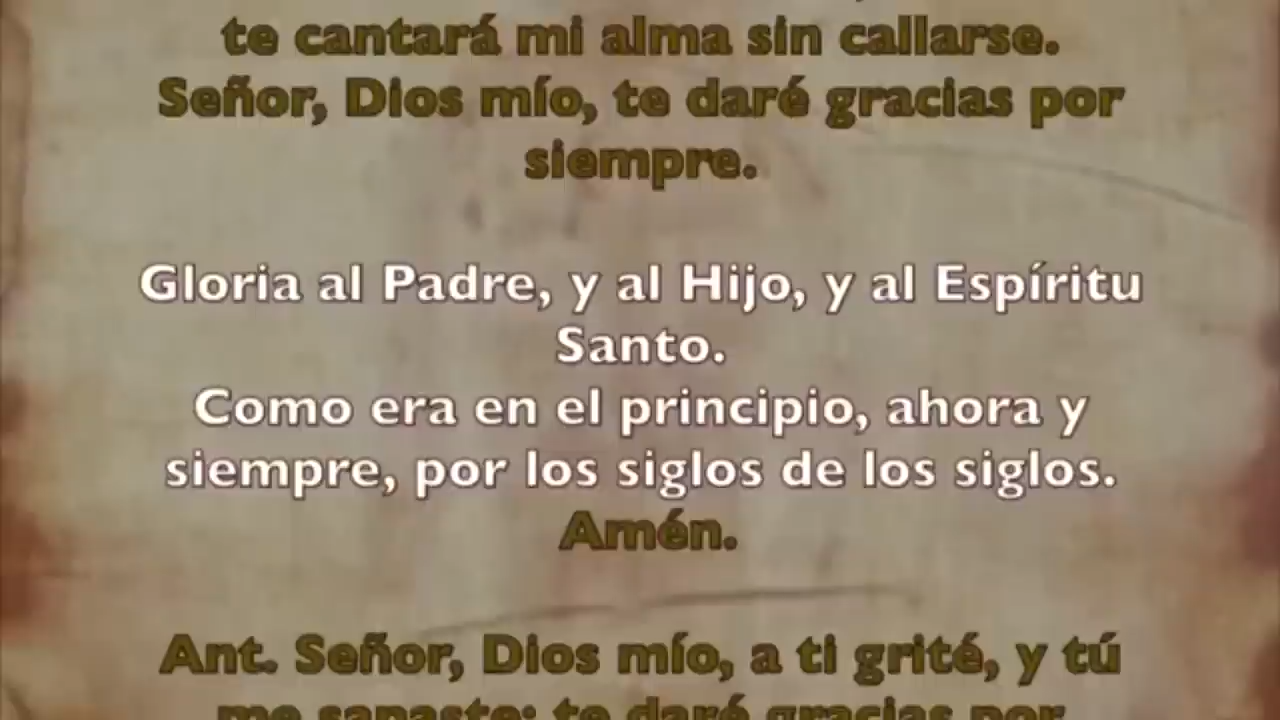 te cantará mi alma sin callarse.
Señor, Dios mío, te daré gracias por
siempre.
Gloria al Padre, y al Hijo, y al Espíritu
Santo.
Como era en el principio, ahora y
siempre, por los siglos de los siglos.
Amén.
Ant. Señor, Dios mío, a ti grité, y tú
me sanaste; te daré gracias por